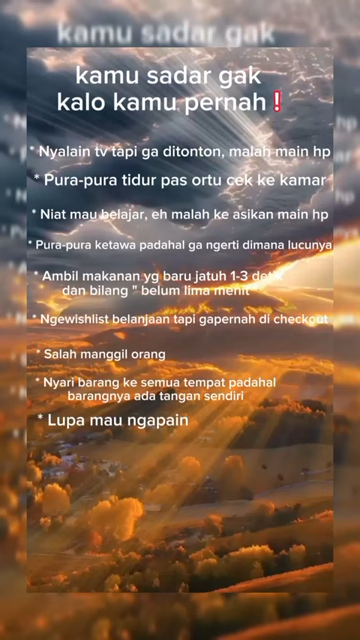 kamu sadar gak
kamu sadar gak
kalo kamu pernah❗
* Nyalain tv tapi ga ditonton, malah main hp
* Pura-pura tidur pas ortu cek ke kamar
* Niat mau belajar, eh malah ke asikan main hp
* Pura-pura ketawa padahal ga ngerti dimana lucunya
* Ambil makanan yg baru jatuh 1-3 detik
dan bilang " belum lima menit "
* Ngewishlist belanjaan tapi gapernah di checkout
* Salah manggil orang
* Nyari barang ke semua tempat padahal
barangnya ada tangan sendiri
* Lupa mau ngapain